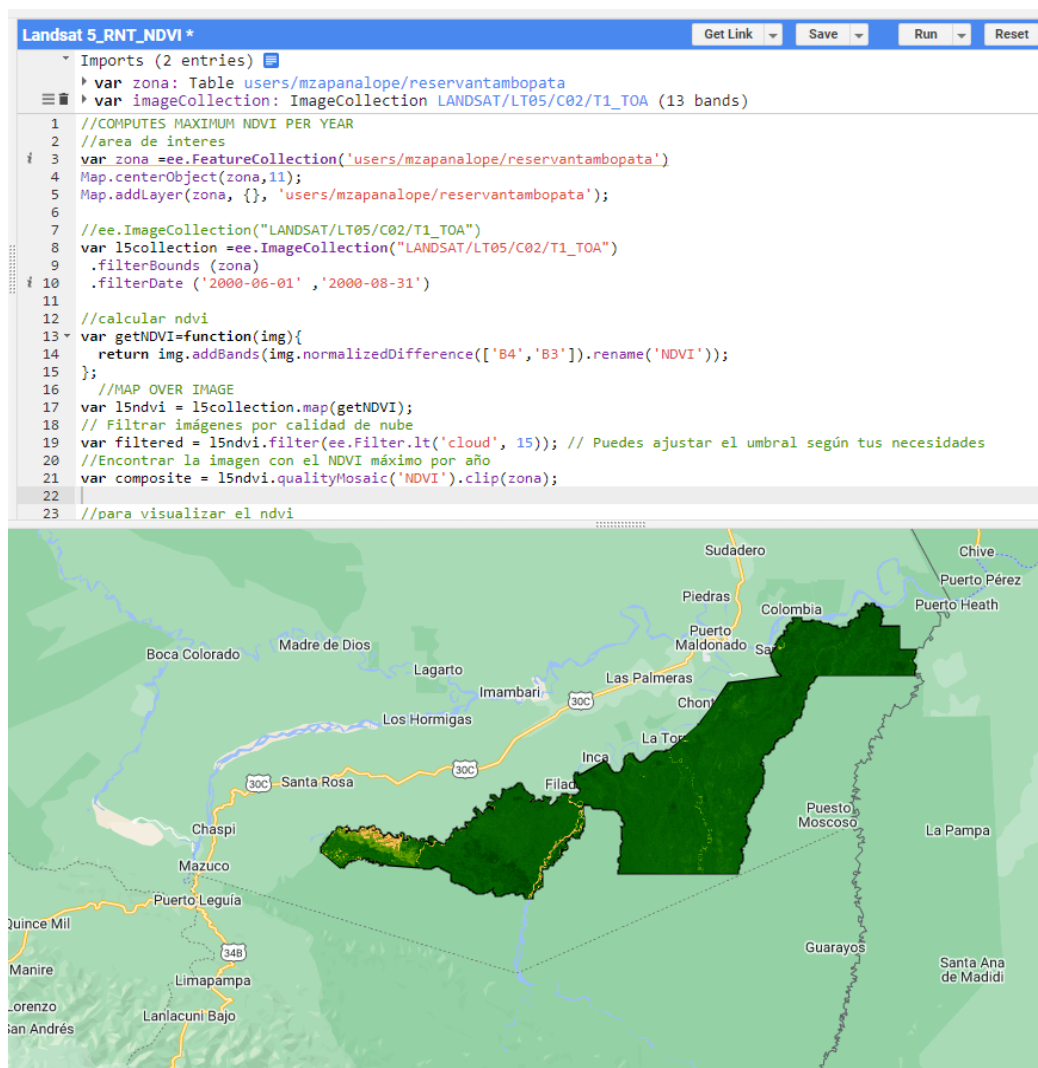 Landsat 5_RNT_NDVI *
Get Link
Save
Run
Reset
Imports (2 entries)
var zona: Table users/mzapanalope/reservantambopata
var imageCollection: ImageCollection LANDSAT/LT05/C02/T1_TOA (13 bands)
1 //COMPUTES MAXIMUM NDVI PER YEAR
2 //area de interes
i 3 var zona =ee.FeatureCollection('users/mzapanalope/reservantambopata')
4 Map.centerObject(zona,11);
5 Map.addLayer(zona, {}, 'users/mzapanalope/reservantambopata');
6
7 //ee.ImageCollection("LANDSAT/LT05/C02/T1_TOA")
8 var l5collection =ee.ImageCollection("LANDSAT/LT05/C02/T1_TOA")
9 .filterBounds (zona)
i 10 .filterDate ('2000-06-01' ,'2000-08-31')
11
12 //calcular ndvi
13 var getNDVI=function(img){
14 return img.addBands(img.normalizedDifference(['B4','B3']).rename('NDVI'));
15 };
16 //MAP OVER IMAGE
17 var l5ndvi = l5collection.map(getNDVI);
18 // Filtrar imágenes por calidad de nube
19 var filtered = l5ndvi.filter(ee.Filter.lt('cloud', 15)); // Puedes ajustar el umbral según tus necesidades
20 //Encontrar la imagen con el NDVI máximo por año
21 var composite = l5ndvi.qualityMosaic('NDVI').clip(zona);
22
23 //para visualizar el ndvi
Sudadero
Chive
Puerto Pérez
Piedras
Colombia
Puerto Heath
Puerto
Maldonado
Sa
Madre de Dios
Boca Colorado
Lagarto
Las Palmeras
Imambari
30C
Chont
Los Hormigas
La Tor
Inca
30C
30C
Santa Rosa
Filad
Puesto
Moscoso
Chaspi
La Pampa
Mazuco
Puerto Leguía
Quince Mil
34B
Guarayos
Santa Ana
de Madidi
Manire
Limapampa
Lorenzo
San Andrés
Lanlacuni Bajo